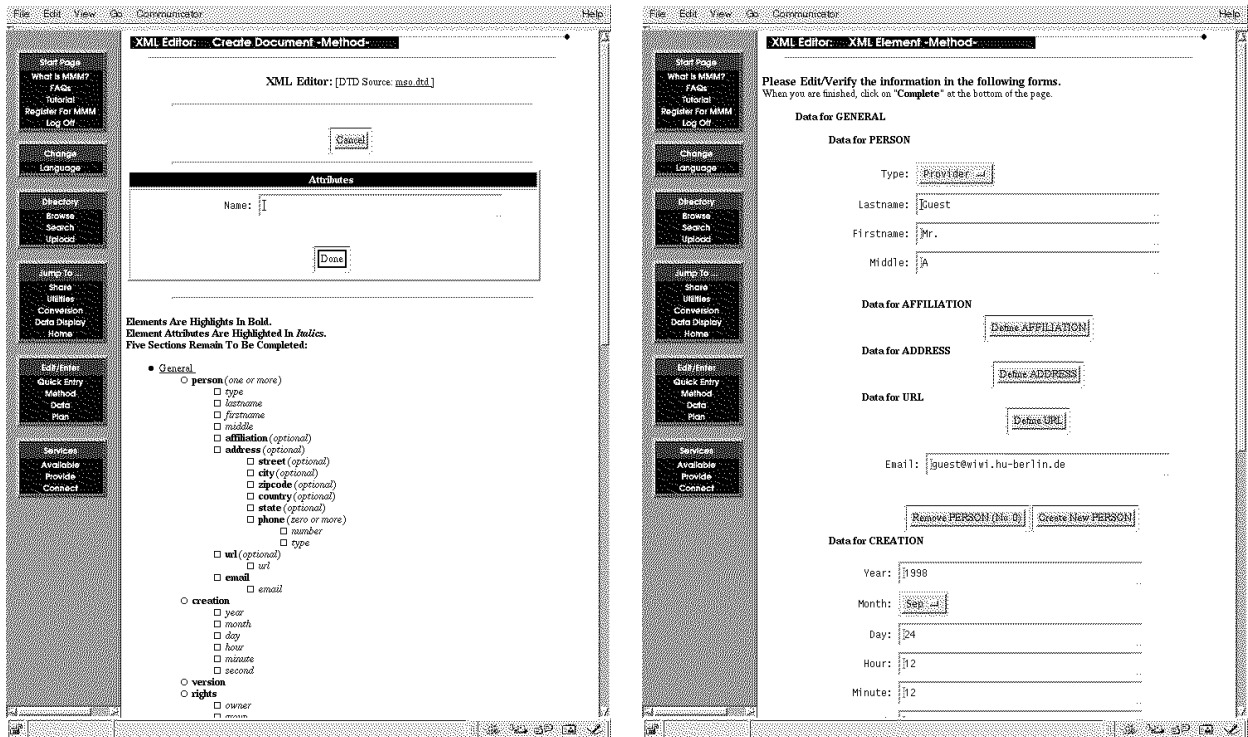 File Edit View Go Communicator Help
XML Editor: Create Document -Method-
Start Page
What is MMM?
FAQs
Tutorial
Register For MMM
Log Off
Change
Language
Directory
Browse
Search
Upload
Jump To ...
Share
Utilities
Conversion
Data Display
Home
Edit/Enter
Quick Entry
Method
Data
Plan
Services
Available
Provide
Connect
XML Editor: [DTD Source: mso.dtd ]
Cancel
Attributes
Name:
Done
Elements Are Highlights In Bold.
Element Attributes Are Highlighted In Italics.
Five Sections Remain To Be Completed:
General
person (one or more)
type
lastname
firstname
middle
affiliation (optional)
address (optional)
street (optional)
city (optional)
zipcode (optional)
country (optional)
state (optional)
phone (zero or more)
number
type
url (optional)
url
email
email
creation
year
month
day
hour
minute
second
version
rights
owner
group
File Edit View Go Communicator Help
XML Editor: XML Element -Method-
Start Page
What is MMM?
FAQs
Tutorial
Register For MMM
Log Off
Change
Language
Directory
Browse
Search
Upload
Jump To ...
Share
Utilities
Conversion
Data Display
Home
Edit/Enter
Quick Entry
Method
Data
Plan
Services
Available
Provide
Connect
Please Edit/Verify the information in the following forms.
When you are finished, click on "Complete" at the bottom of the page.
Data for GENERAL
Data for PERSON
Type: Provider
Lastname: Guest
Firstname: Mr.
Middle: A
Data for AFFILIATION
Define AFFILIATION
Data for ADDRESS
Define ADDRESS
Data for URL
Define URL
Email: guest@wiwi.hu-berlin.de
Remove PERSON (No. 0) Create New PERSON
Data for CREATION
Year: 1998
Month: Sep
Day: 24
Hour: 12
Minute: 12